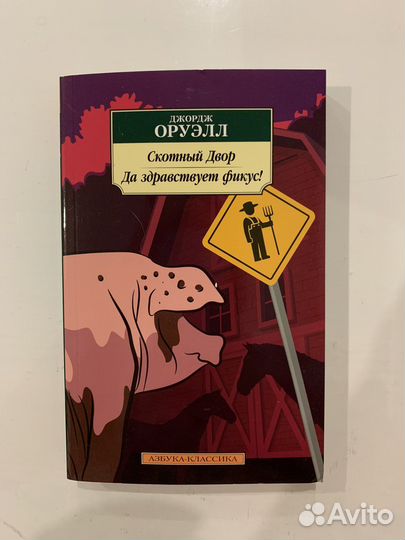 ДЖОРДЖ
ОРУЭЛЛ
Скотный Двор
Да здравствует фикус!
АЗБУКА-КЛАССИКА
Avito